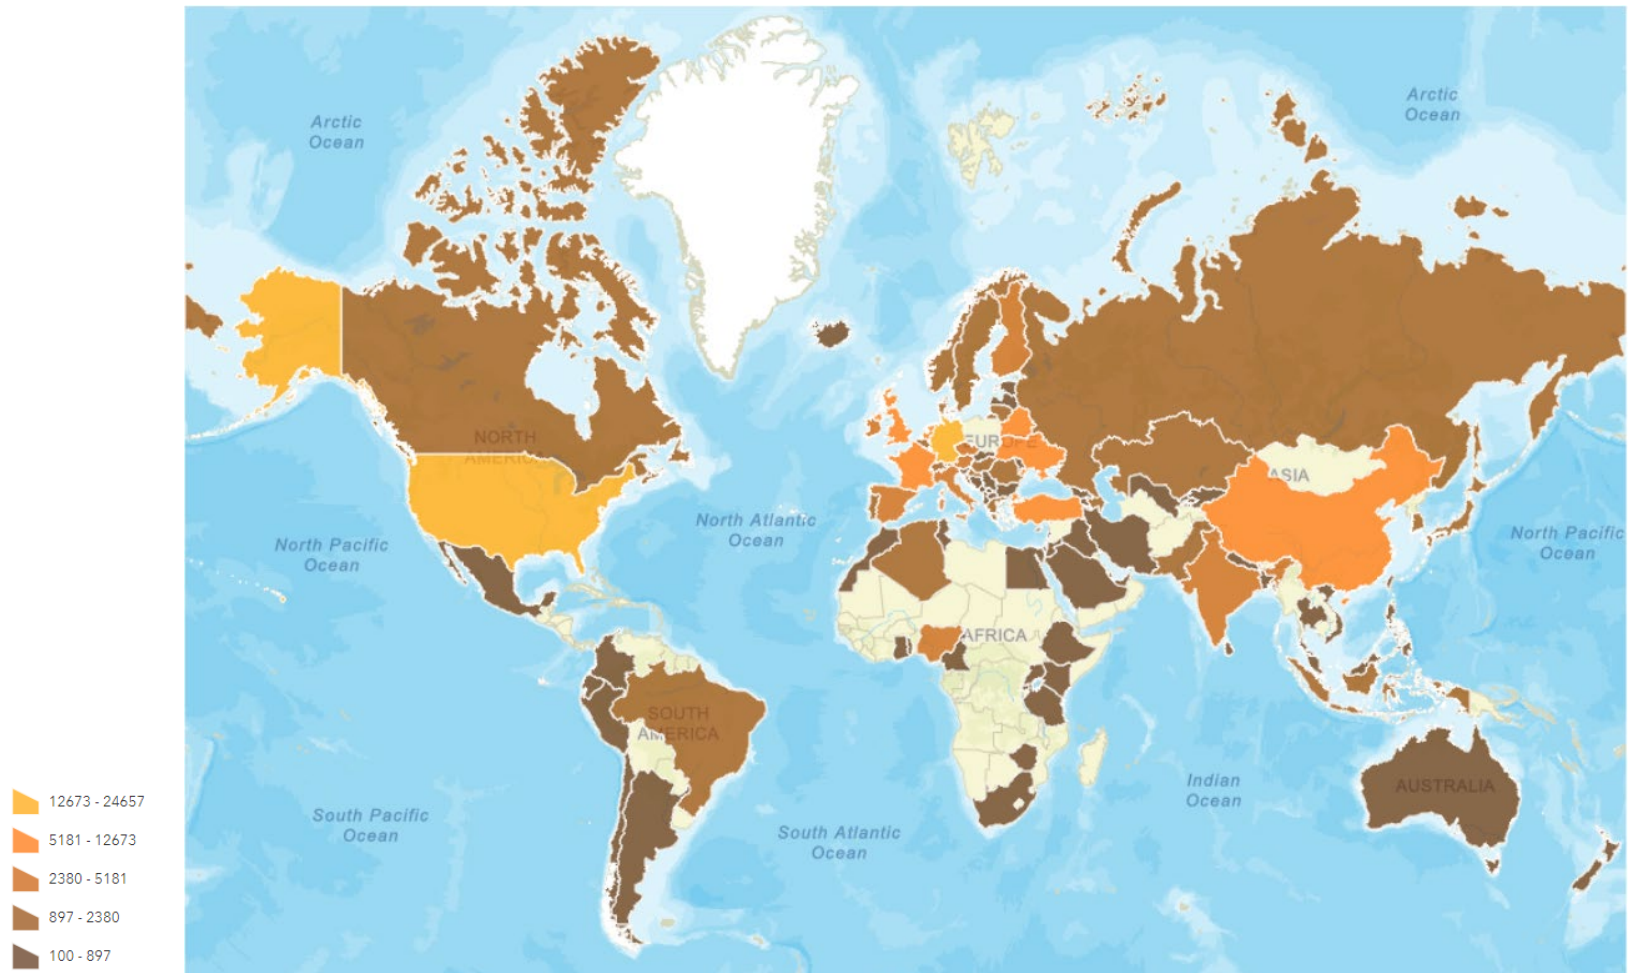 Arctic
Ocean
Arctic
Ocean
NORTH
AMERICA
EUROPE
ASIA
North Atlantic
Ocean
North Pacific
Ocean
North Pacific
Ocean
AFRICA
SOUTH
AMERICA
Indian
Ocean
AUSTRALIA
South Pacific
Ocean
South Atlantic
Ocean
12673 - 24657
5181 - 12673
2380 - 5181
897 - 2380
100 - 897